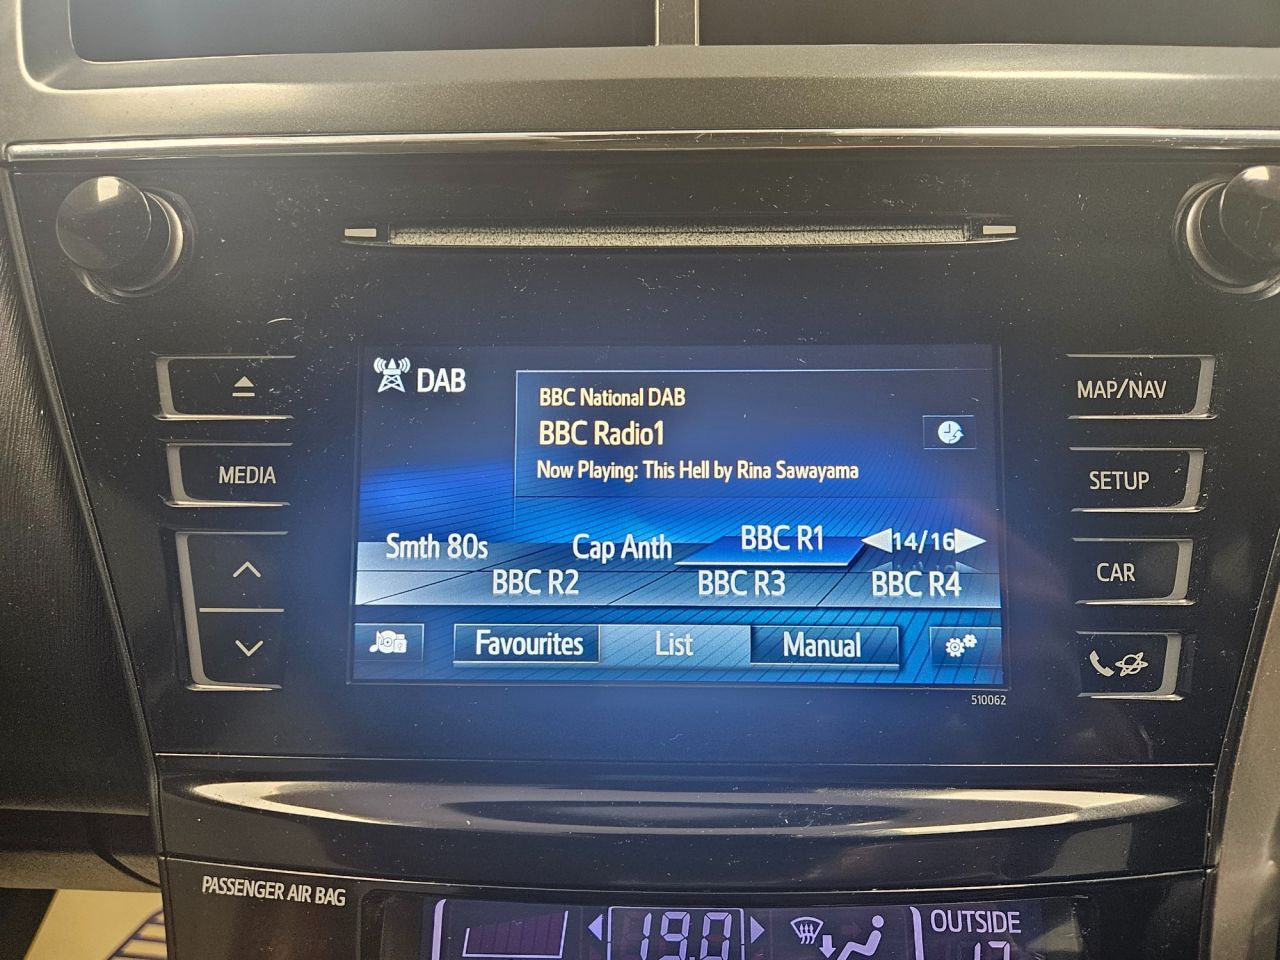 DAB
BBC National DAB
BBC Radio1
Now Playing: This Hell by Rina Sawayama
Smth 80s
Cap Anth
BBC R1
14/16
BBC R2
BBC R3
BBC R4
Favourites
List
Manual
510062
MEDIA
MAP/NAV
SETUP
CAR
PASSENGER AIR BAG
19.0
OUTSIDE
17